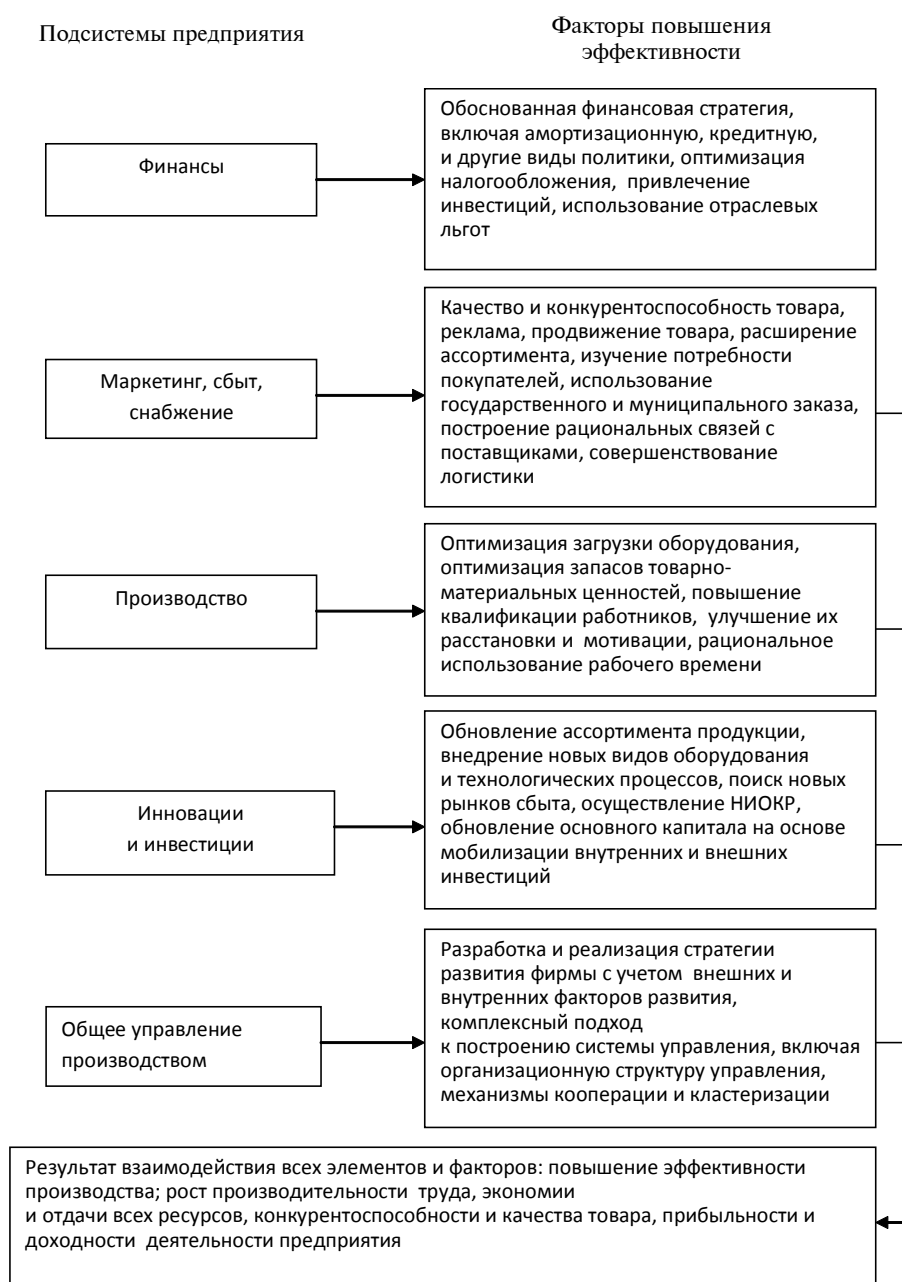 Подсистемы предприятия
Факторы повышения
эффективности
Финансы
Обоснованная финансовая стратегия,
включая амортизационную, кредитную,
и другие виды политики, оптимизация
налогообложения, привлечение
инвестиций, использование отраслевых
льгот
Маркетинг, сбыт,
снабжение
Качество и конкурентоспособность товара,
реклама, продвижение товара, расширение
ассортимента, изучение потребности
покупателей, использование
государственного и муниципального заказа,
построение рациональных связей с
поставщиками, совершенствование
логистики
Производство
Оптимизация загрузки оборудования,
оптимизация запасов товарно-
материальных ценностей, повышение
квалификации работников, улучшение их
расстановки и мотивации, рациональное
использование рабочего времени
Инновации
и инвестиции
Обновление ассортимента продукции,
внедрение новых видов оборудования
и технологических процессов, поиск новых
рынков сбыта, осуществление НИОКР,
обновление основного капитала на основе
мобилизации внутренних и внешних
инвестиций
Общее управление
производством
Разработка и реализация стратегии
развития фирмы с учетом внешних и
внутренних факторов развития,
комплексный подход
к построению системы управления, включая
организационную структуру управления,
механизмы кооперации и кластеризации
Результат взаимодействия всех элементов и факторов: повышение эффективности
производства; рост производительности труда, экономии
и отдачи всех ресурсов, конкурентоспособности и качества товара, прибыльности и
доходности деятельности предприятия